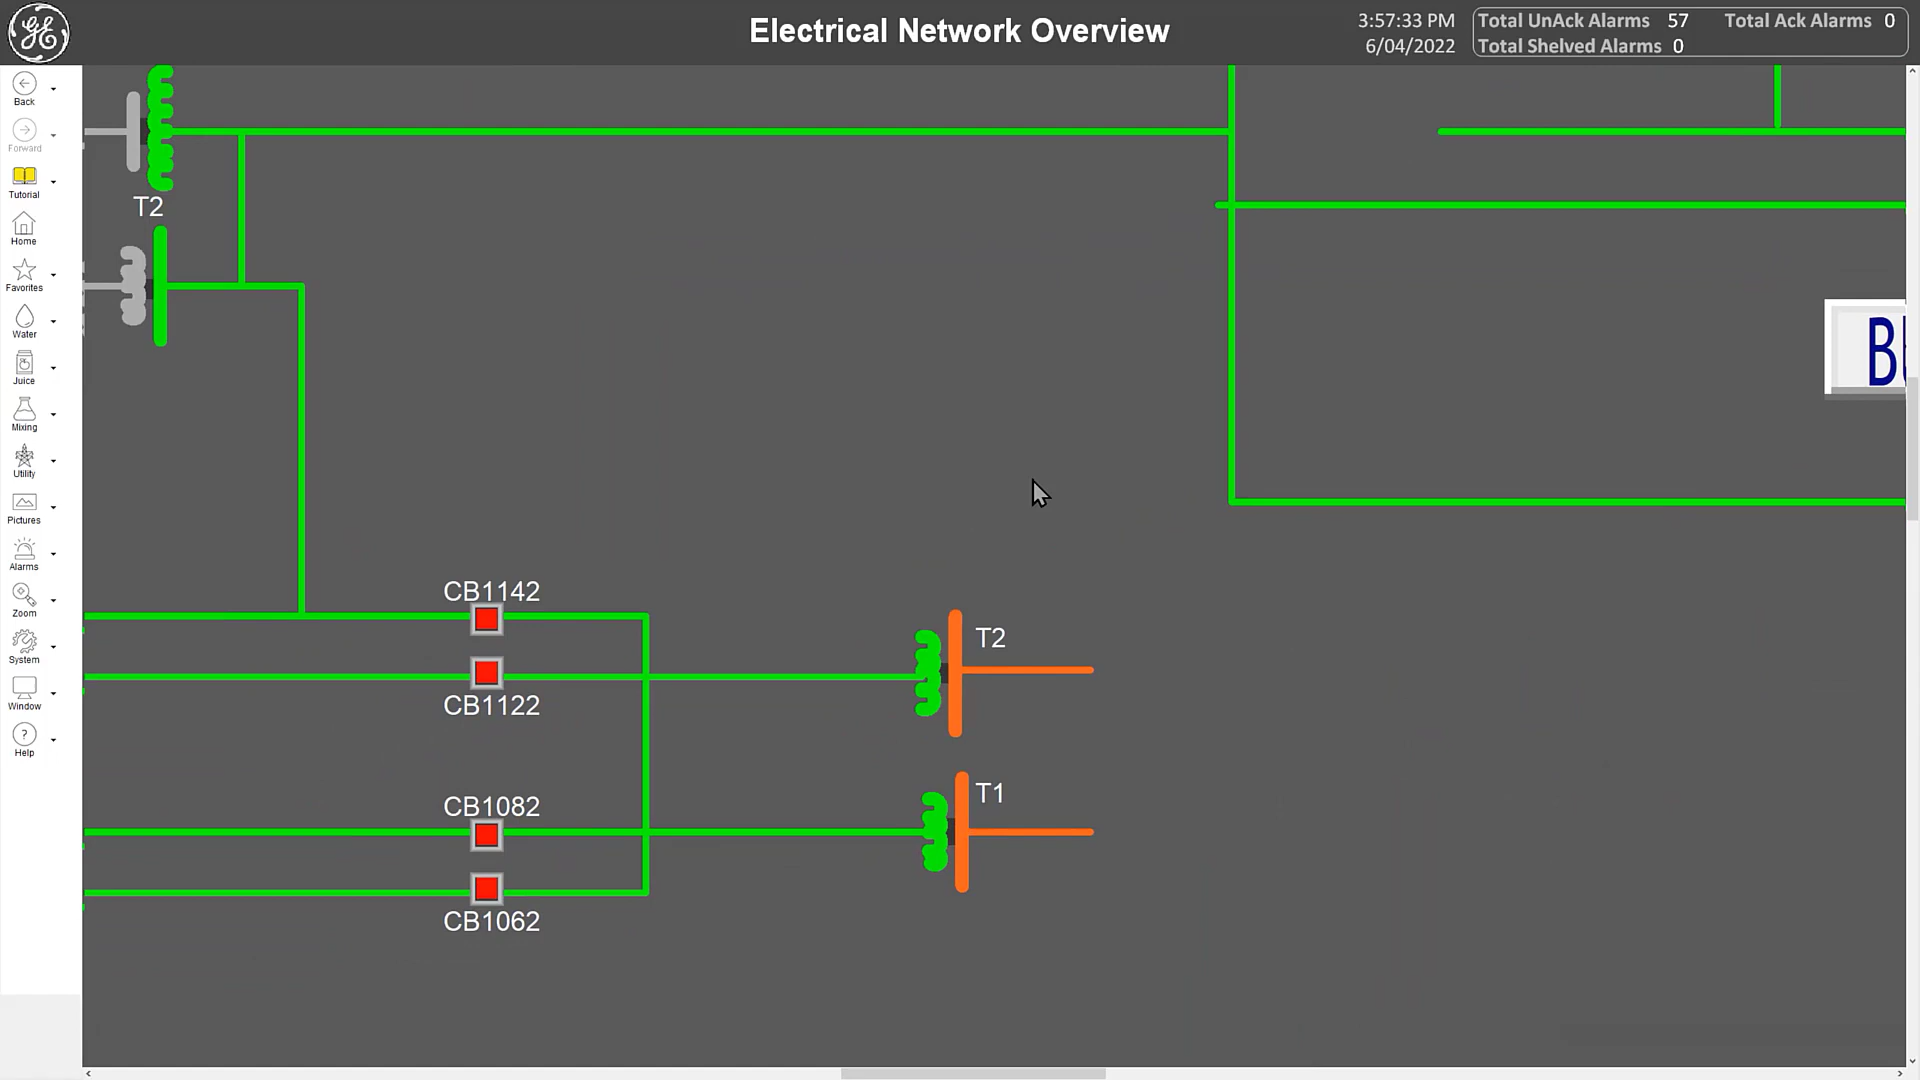 GE
Electrical Network Overview
3:57:33 PM
6/04/2022
Total UnAck Alarms 57 Total Ack Alarms 0
Total Shelved Alarms 0
Back
Forward
Tutorial
Home
Favorites
Water
Juice
Mixing
Utility
Pictures
Alarms
Zoom
System
Window
Help
T2
CB1142
CB1122
CB1082
CB1062
T2
T1